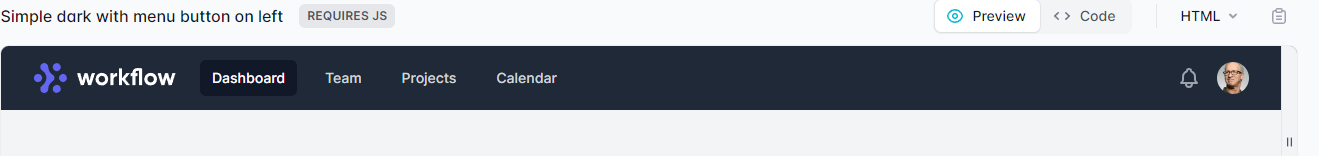 Simple dark with menu button on left REQUIRES JS Preview Code HTML
workflow Dashboard Team Projects Calendar